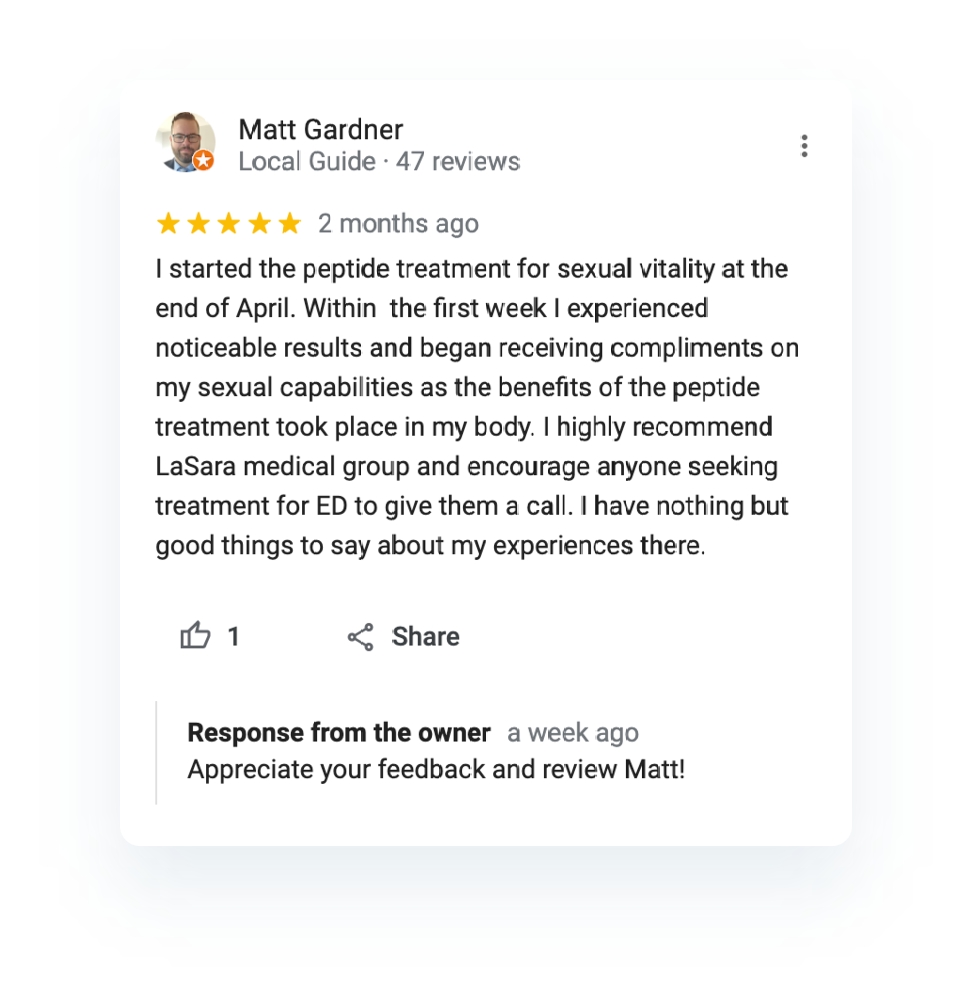 Matt Gardner
Local Guide · 47 reviews
2 months ago
I started the peptide treatment for sexual vitality at the
end of April. Within  the first week I experienced
noticeable results and began receiving compliments on
my sexual capabilities as the benefits of the peptide
treatment took place in my body. I highly recommend
LaSara medical group and encourage anyone seeking
treatment for ED to give them a call. I have nothing but
good things to say about my experiences there.
1
Share
Response from the owner a week ago
Appreciate your feedback and review Matt!